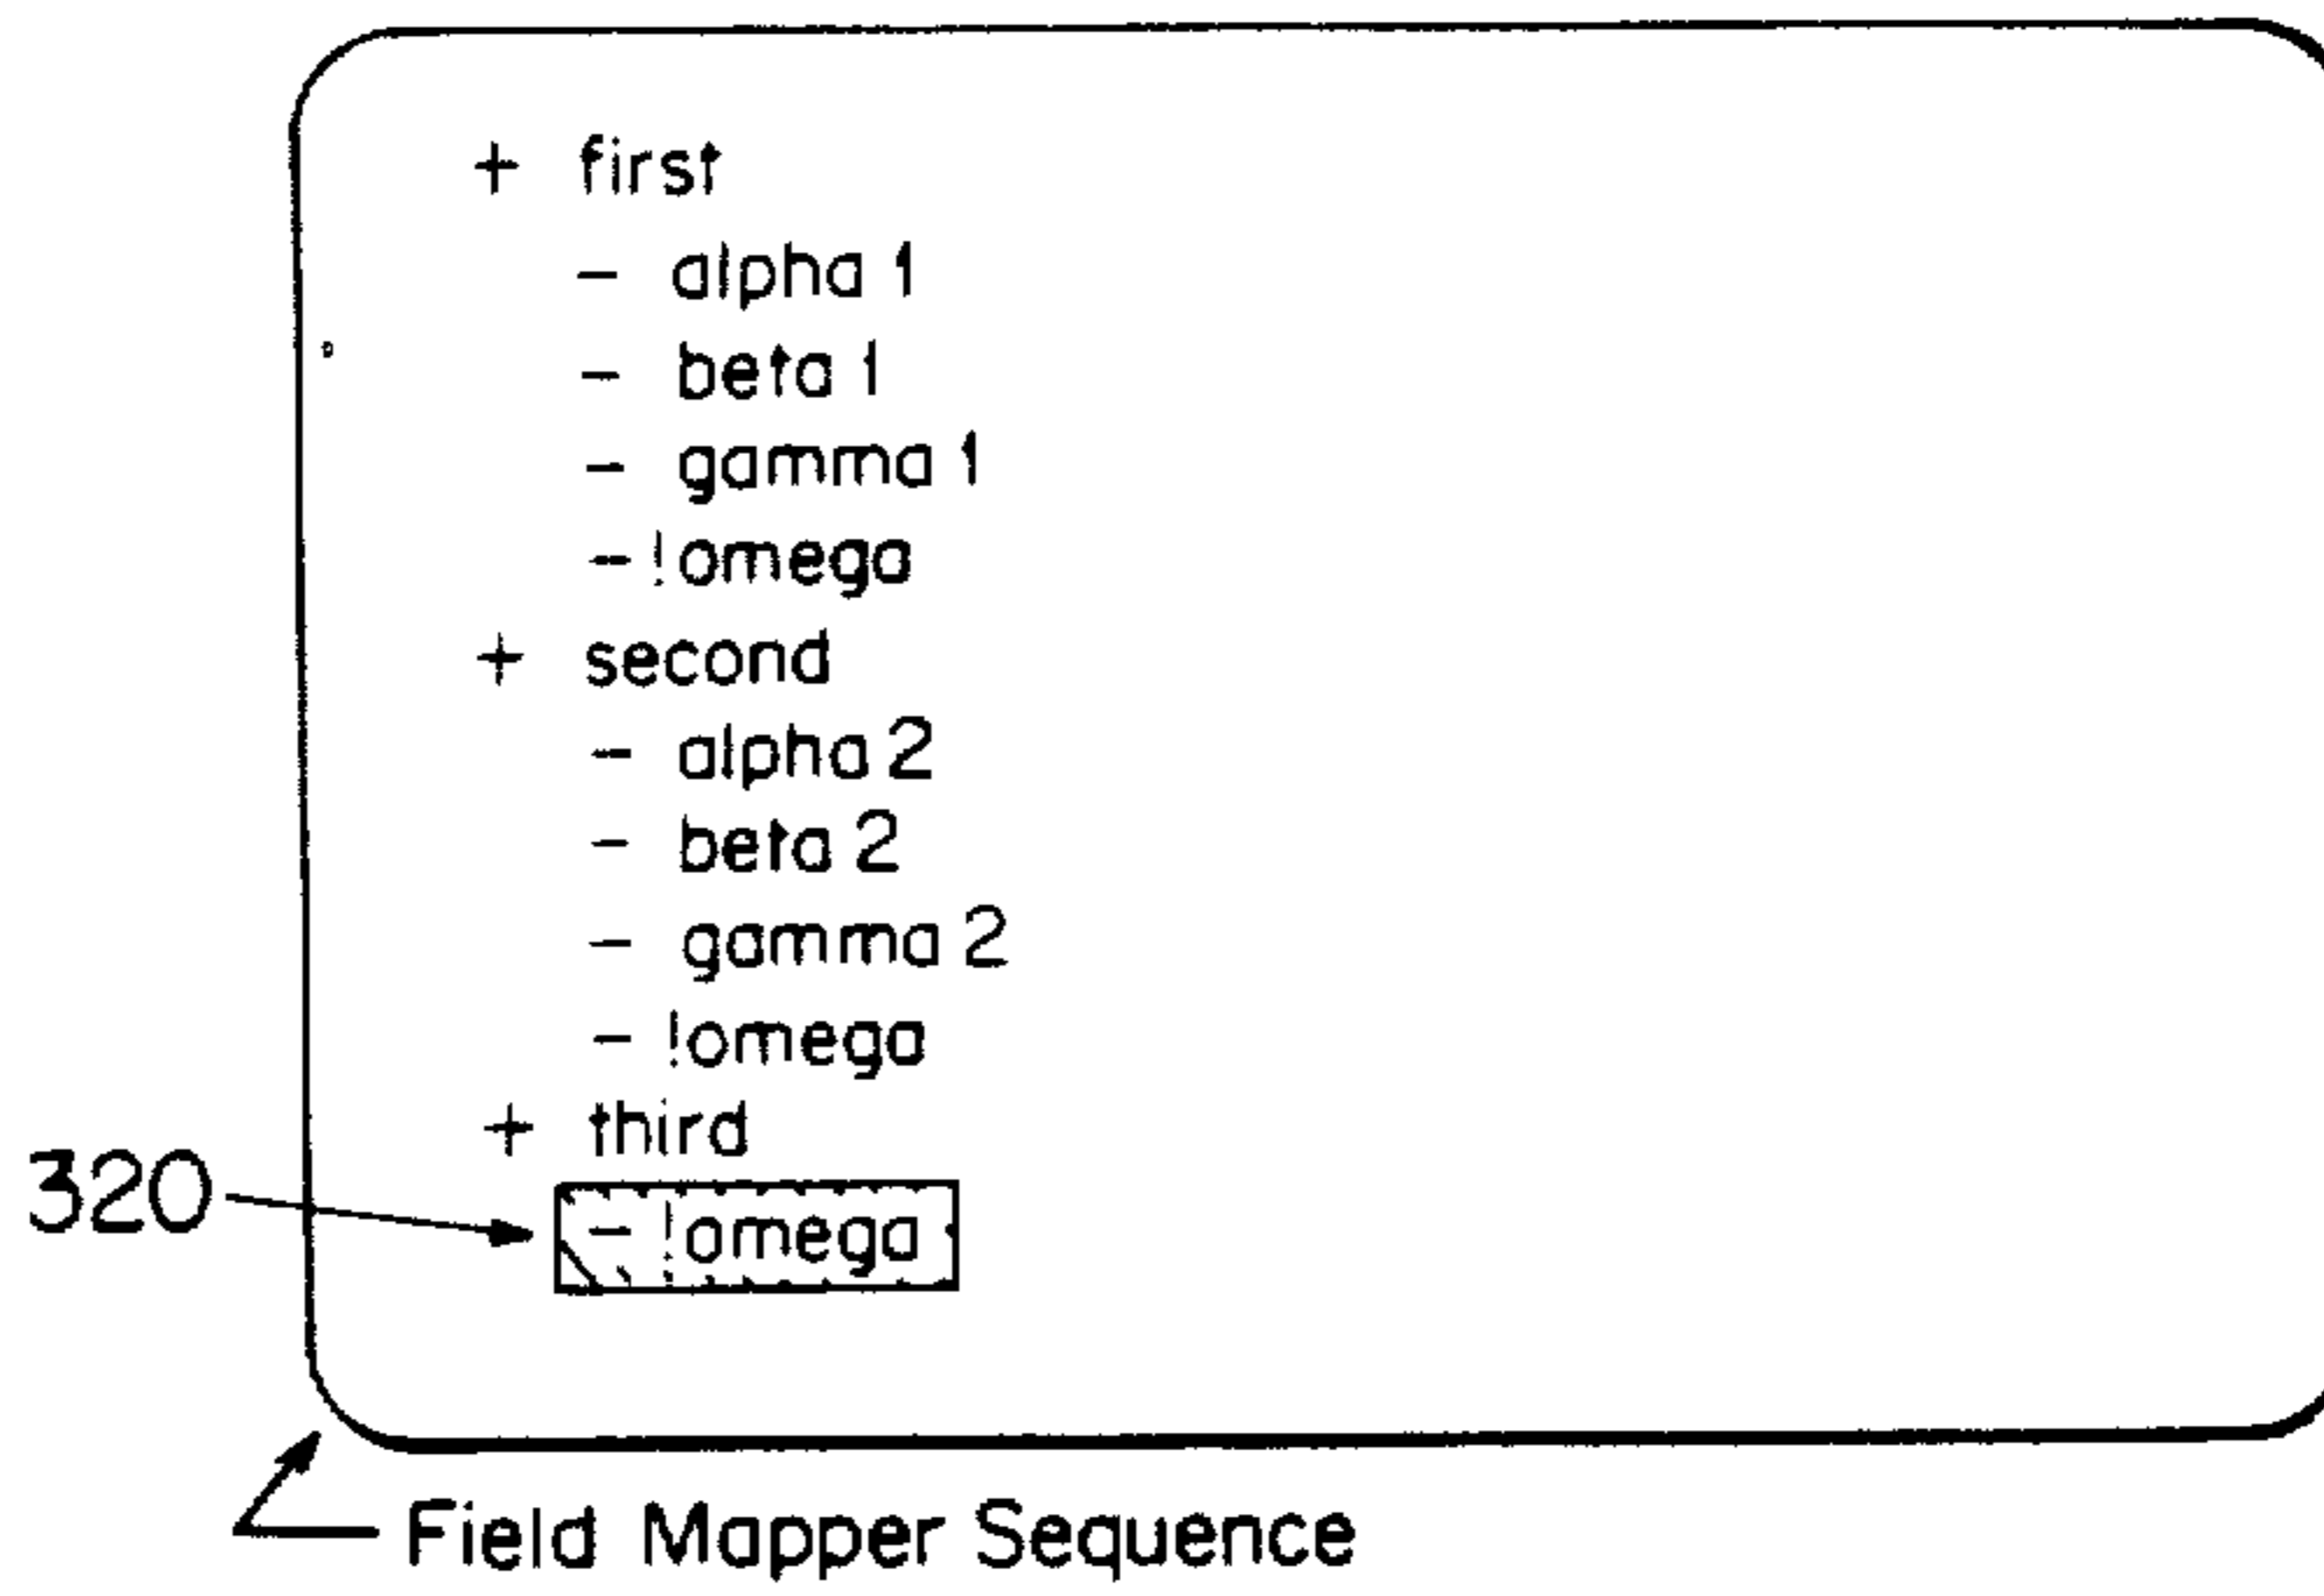 + first
- alpha 1
- beta 1
- gamma 1
- !omega
+ second
- alpha 2
- beta 2
- gamma 2
- !omega
+ third
320
- !omega
Field Mapper Sequence